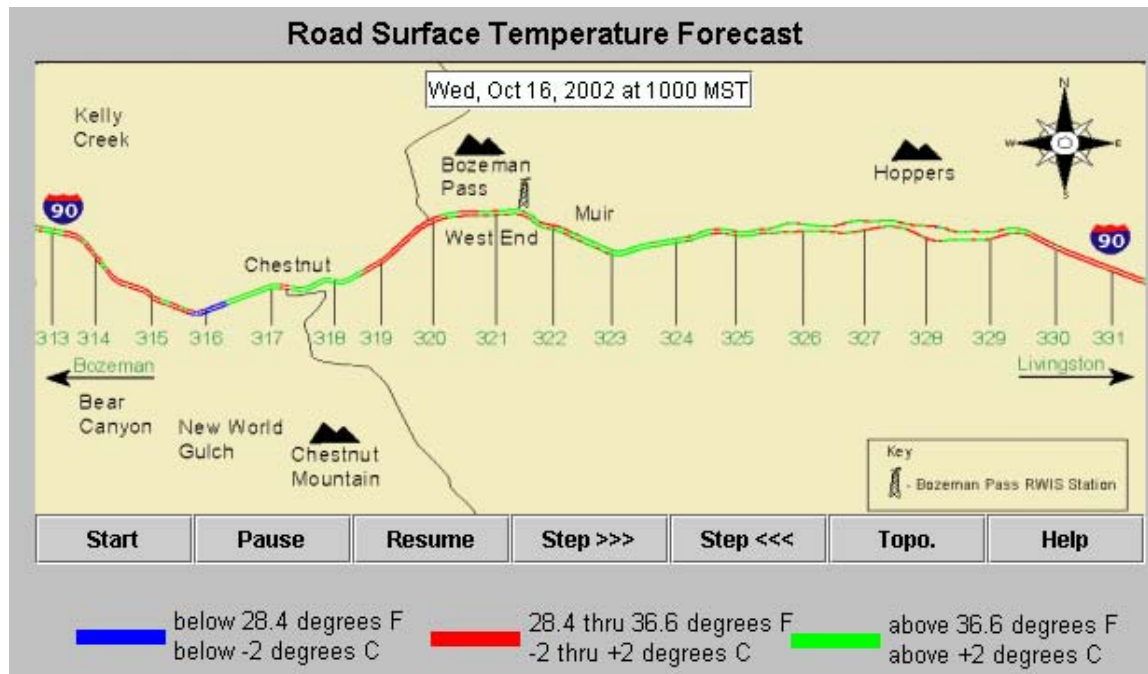 Road Surface Temperature Forecast
Wed, Oct 16, 2002 at 1000 MST
Kelly
Creek
N
W
E
S
Bozeman
Pass
Hoppers
90
Muir
West End
90
Chestnut
313 314 315 316 317 318 319 320 321 322 323 324 325 326 327 328 329 330 331
Bozeman
Livingston
Bear
Canyon
New World
Gulch
Chestnut
Mountain
Key
- Bozeman Pass RWIS Station
Start Pause Resume Step >>> Step <<< Topo. Help
below 28.4 degrees F
below -2 degrees C
28.4 thru 36.6 degrees F
-2 thru +2 degrees C
above 36.6 degrees F
above +2 degrees C